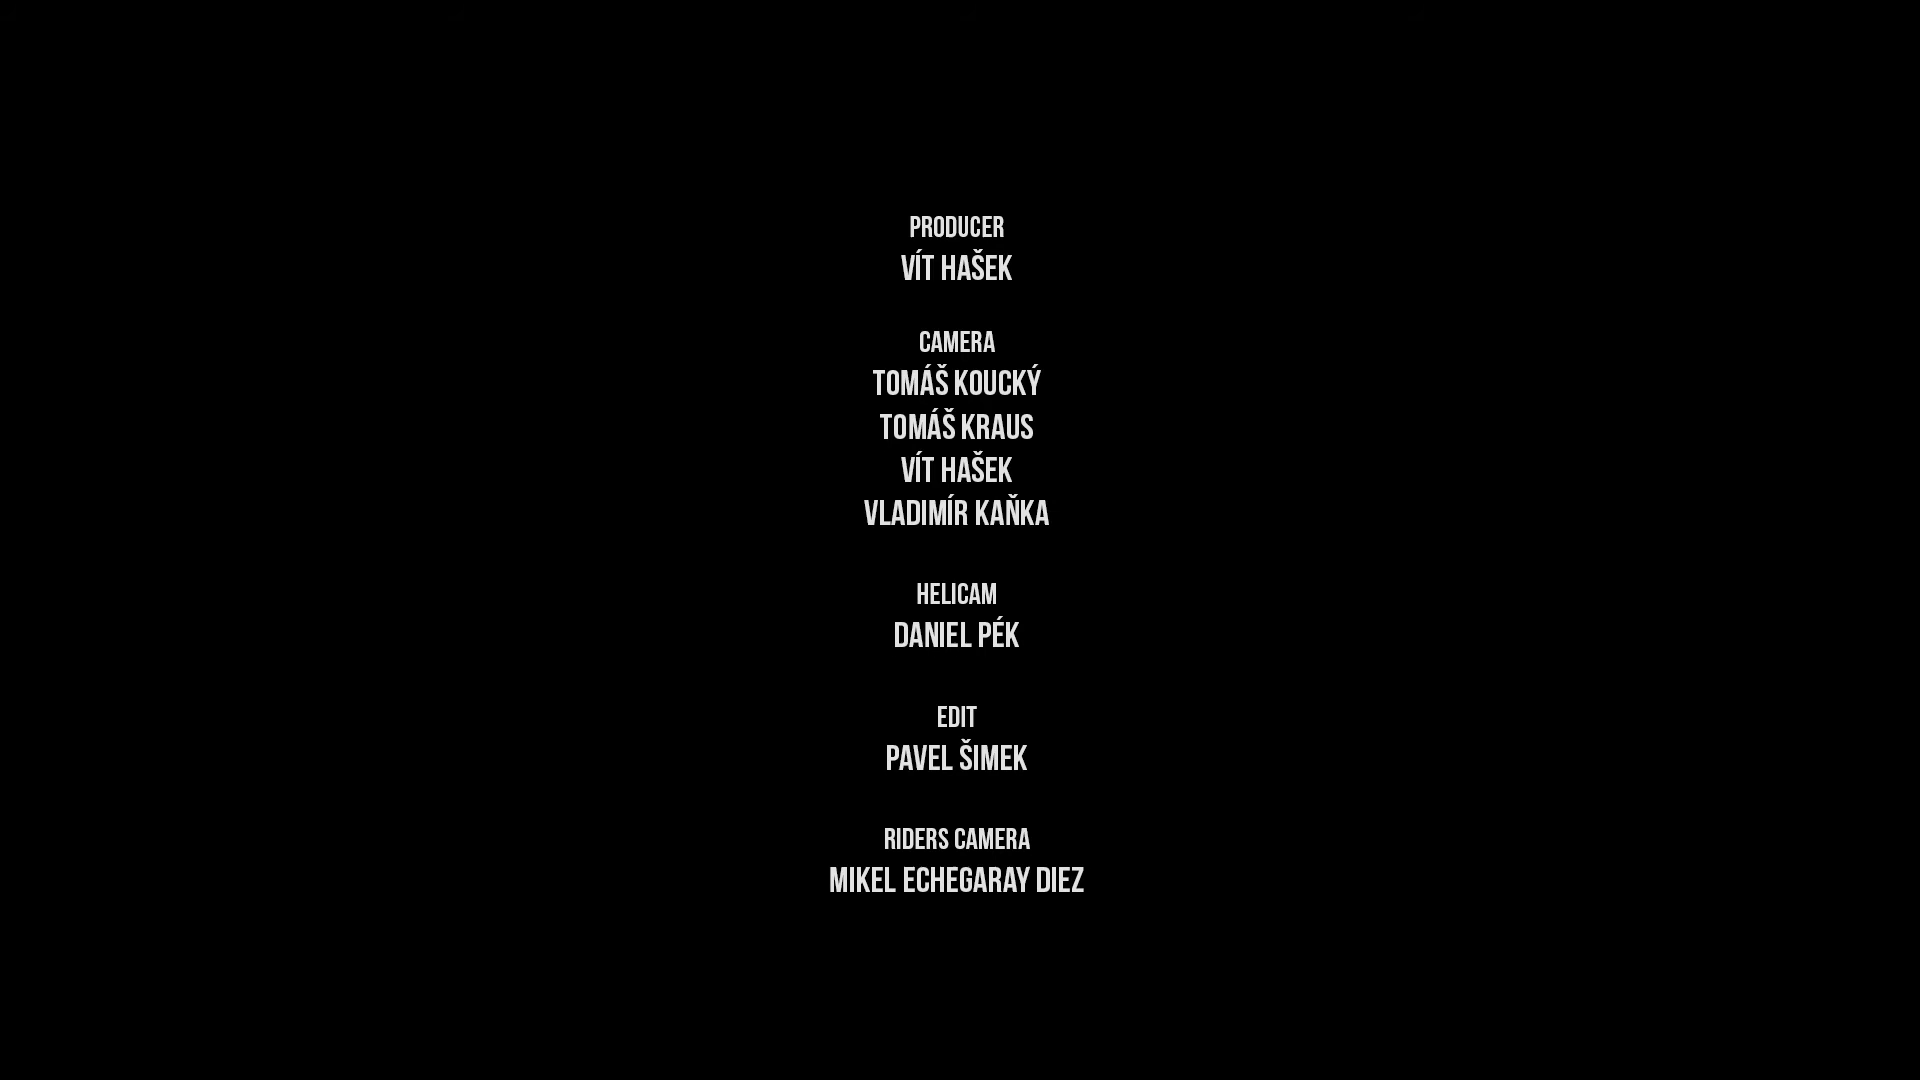 PRODUCER
VÍT HAŠEK
CAMERA
TOMÁŠ KOUCKÝ
TOMÁŠ KRAUS
VÍT HAŠEK
VLADIMÍR KAŇKA
HELICAM
DANIEL PÉK
EDIT
PAVEL ŠIMEK
RIDERS CAMERA
MIKEL ECHEGARAY DIEZ